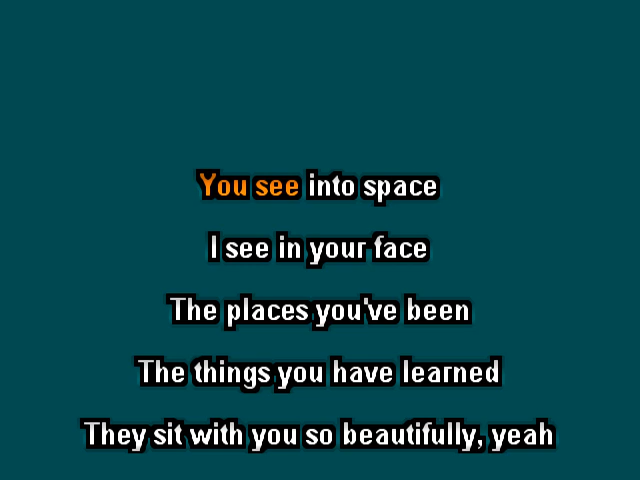 You see into space
I see in your face
The places you've been
The things you have learned
They sit with you so beautifully, yeah